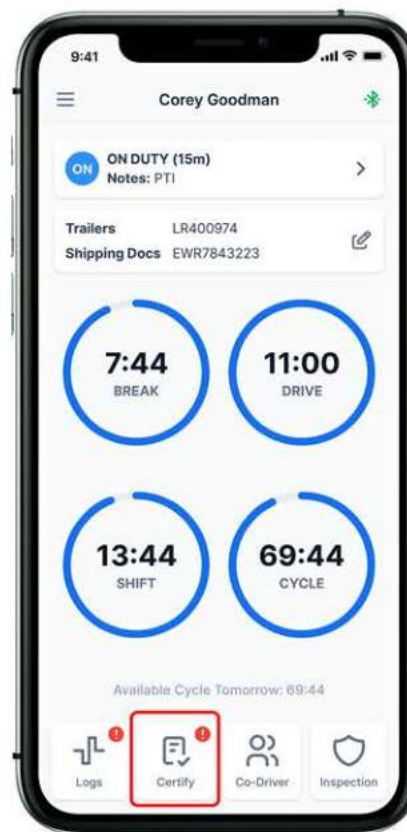 9:41
Corey Goodman
ON
ON DUTY (15m)
Notes: PTI
Trailers LR400974
Shipping Docs EWR7843223
7:44 11:00
BREAK DRIVE
13:44 69:44
SHIFT CYCLE
Available Cycle Tomorrow: 69:44
Logs Certify Co-Driver Inspection